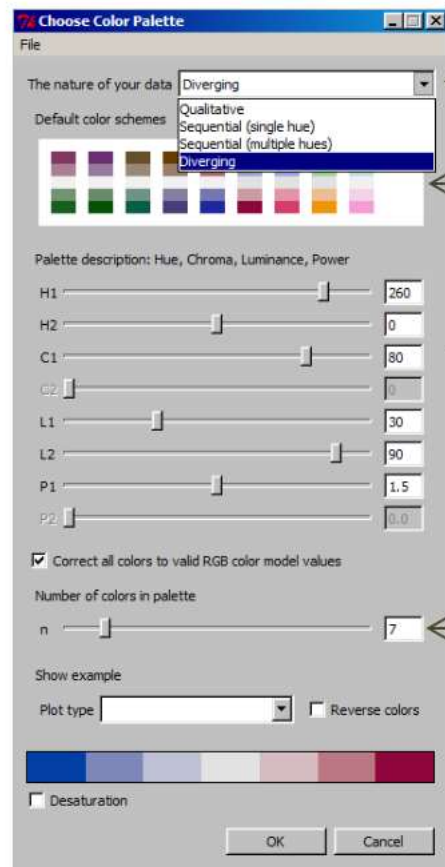 Choose Color Palette
File
The nature of your data Diverging
Qualitative
Default color schemes
Sequential (single hue)
Sequential (multiple hues)
Diverging
Palette description: Hue, Chroma, Luminance, Power
H1 260
H2 0
C1 80
C2 0
L1 30
L2 90
P1 1.5
P2 0.0
Correct all colors to valid RGB color model values
Number of colors in palette
n 7
Show example
Plot type Reverse colors
Desaturation
OK Cancel